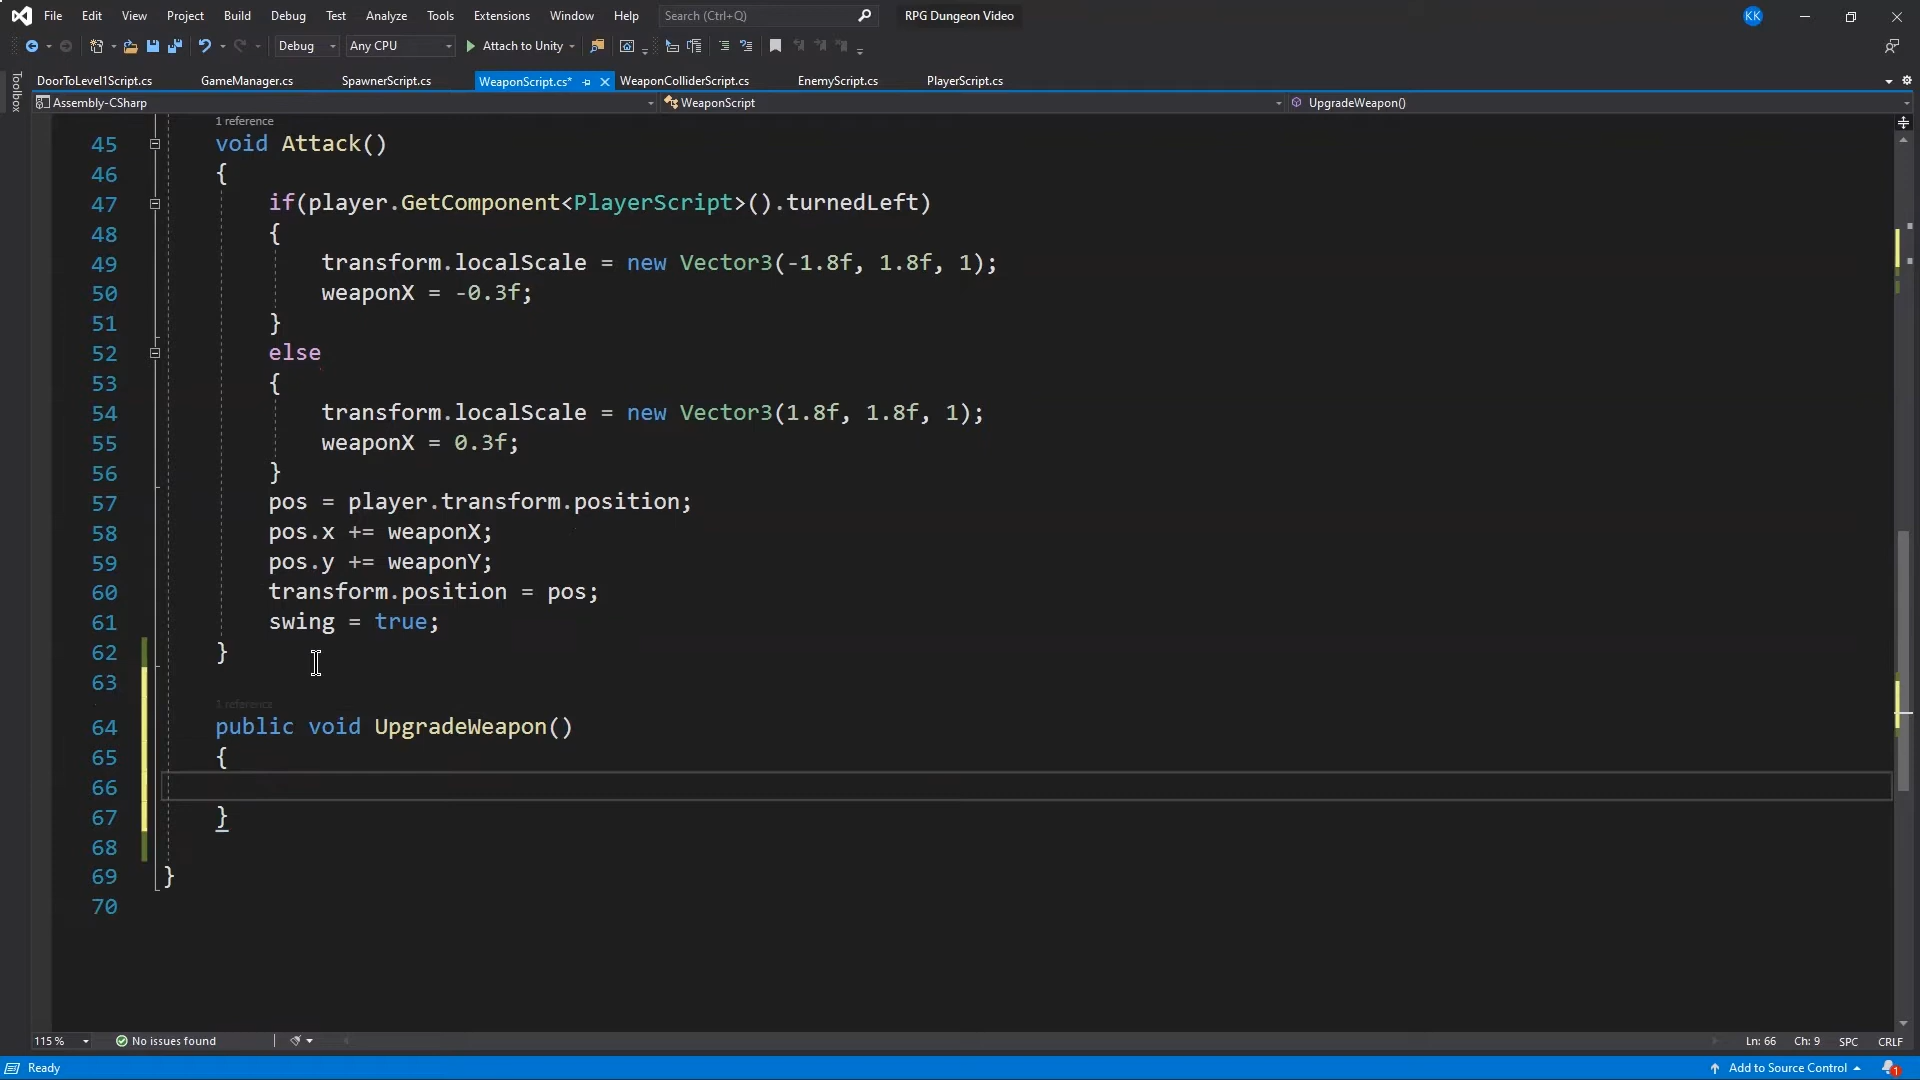 File Edit View Project Build Debug Test Analyze Tools Extensions Window Help Search (Ctrl+Q) RPG Dungeon Video KK
Debug Any CPU Attach to Unity
Toolbox
DoorToLevel1Script.cs GameManager.cs SpawnerScript.cs WeaponScript.cs* WeaponColliderScript.cs EnemyScript.cs PlayerScript.cs
Assembly-CSharp WeaponScript UpgradeWeapon()
1 reference
45 void Attack()
46 {
47 if(player.GetComponent<PlayerScript>().turnedLeft)
48 {
49 transform.localScale = new Vector3(-1.8f, 1.8f, 1);
50 weaponX = -0.3f;
51 }
52 else
53 {
54 transform.localScale = new Vector3(1.8f, 1.8f, 1);
55 weaponX = 0.3f;
56 }
57 pos = player.transform.position;
58 pos.x += weaponX;
59 pos.y += weaponY;
60 transform.position = pos;
61 swing = true;
62 }
63
1 reference
64 public void UpgradeWeapon()
65 {
66
67 }
68
69 }
70
115 % No issues found Ln: 66 Ch: 9 SPC CRLF
Ready Add to Source Control 1